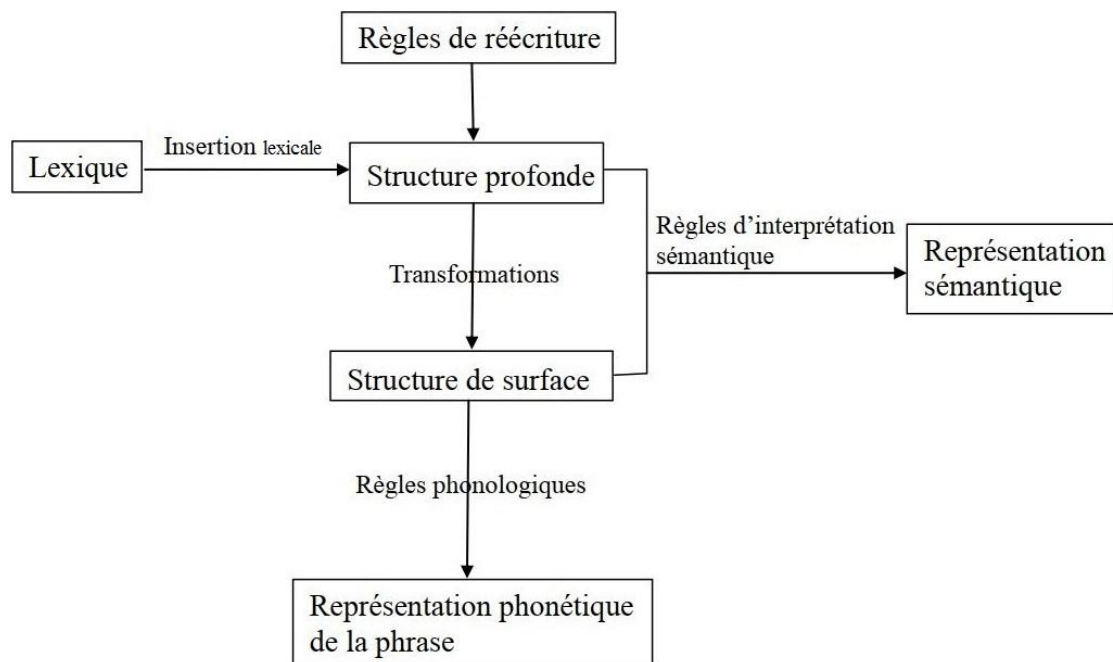 Règles de réécriture
Insertion lexicale
Lexique
Structure profonde
Règles d’interprétation
sémantique
Représentation
sémantique
Transformations
Structure de surface
Règles phonologiques
Représentation phonétique
de la phrase